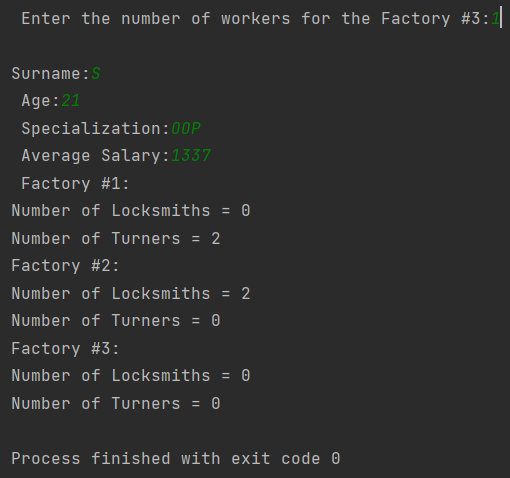 Enter the number of workers for the Factory #3:1
Surname:S
Age:21
Specialization:OOP
Average Salary:1337
Factory #1:
Number of Locksmiths = 0
Number of Turners = 2
Factory #2:
Number of Locksmiths = 2
Number of Turners = 0
Factory #3:
Number of Locksmiths = 0
Number of Turners = 0
Process finished with exit code 0